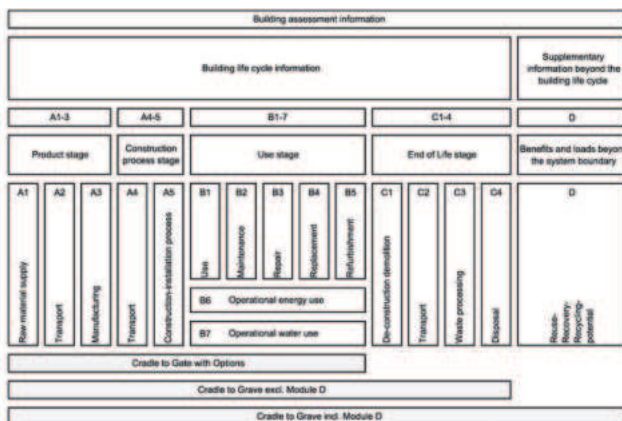 Building assessment information
Building life cycle information
Supplementary
information beyond the
building life cycle
A1-3
A4-5
B1-7
C1-4
D
Product stage
Construction
process stage
Use stage
End of Life stage
Benefits and loads beyond
the system boundary
A1
Raw material supply
A2
Transport
A3
Manufacturing
A4
Transport
A5
Construction-installation process
B1
Use
B2
Maintenance
B3
Repair
B4
Replacement
B5
Refurbishment
B6 Operational energy use
B7 Operational water use
C1
De-construction demolition
C2
Transport
C3
Waste processing
C4
Disposal
D
Reuse-
Recovery-
Recycling-
potential
Cradle to Gate with Options
Cradle to Grave excl. Module D
Cradle to Grave incl. Module D